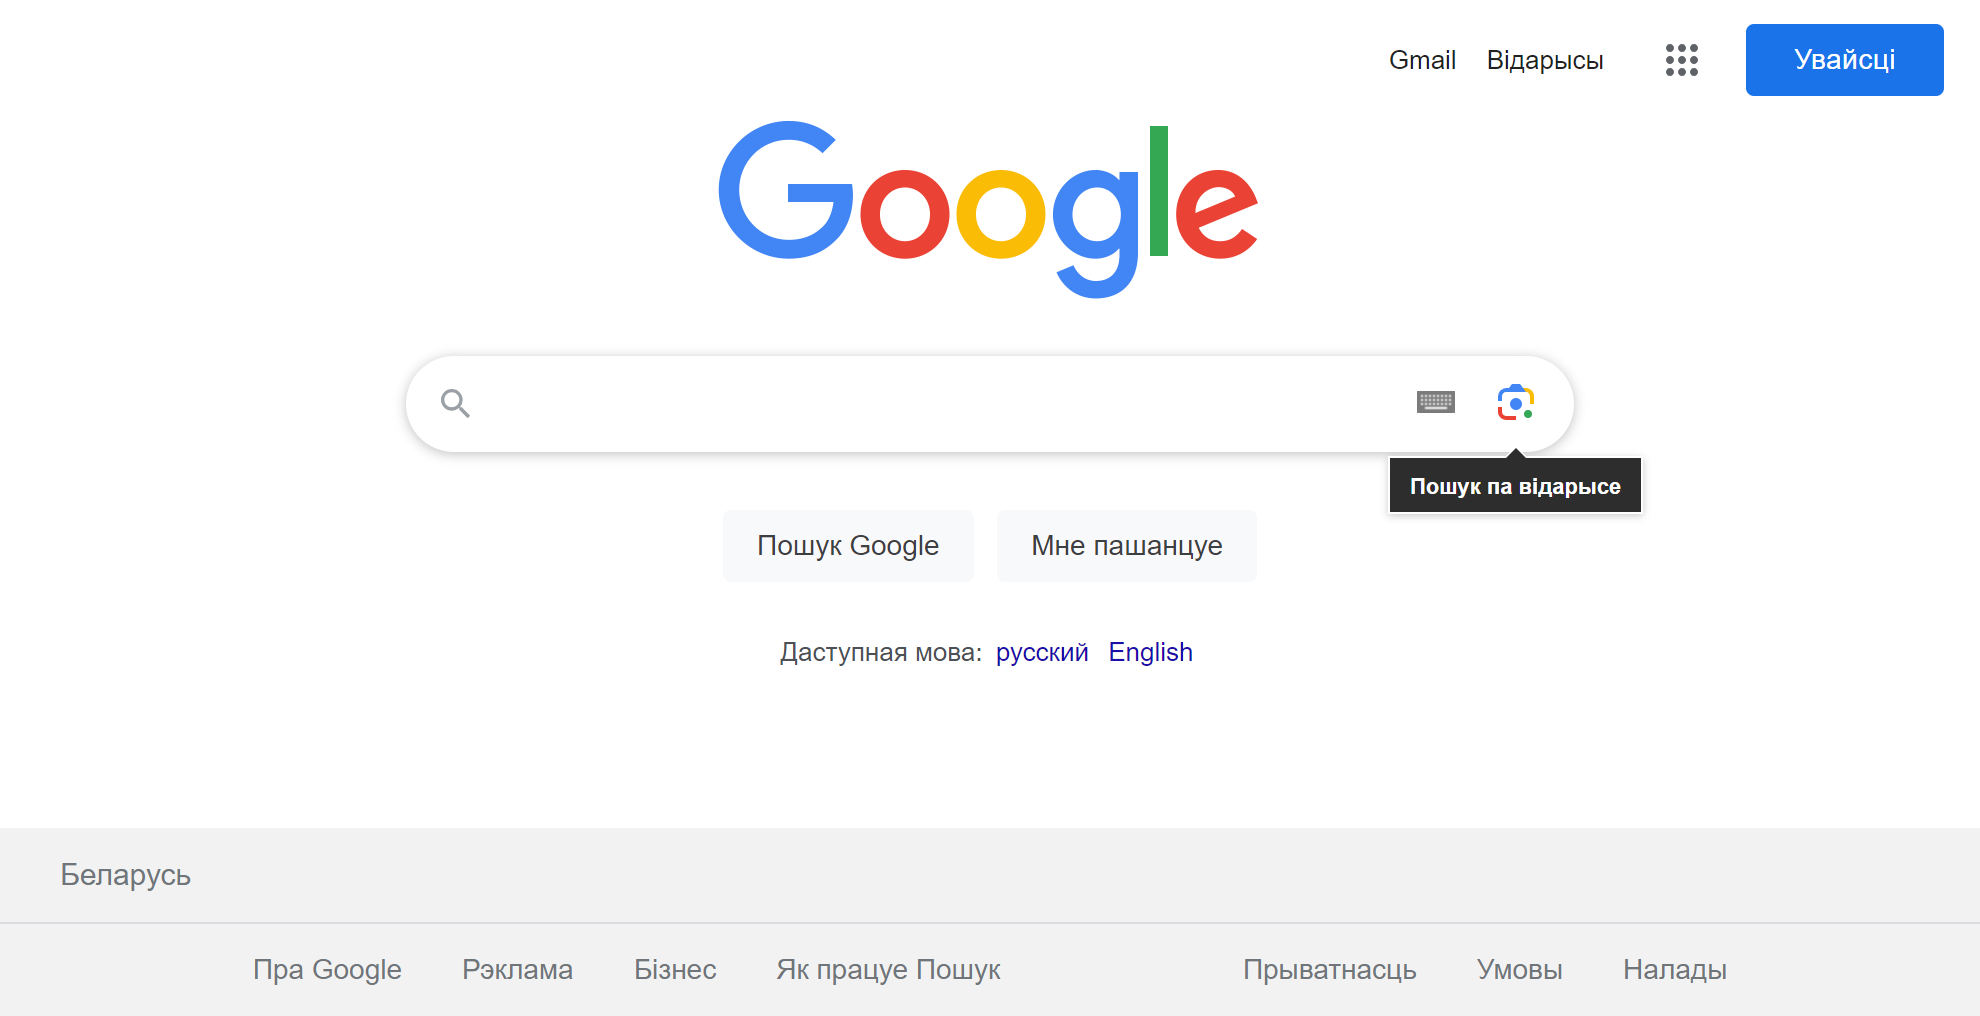 Gmail Відарысы Увайсці
Google
Пошук па відарысе
Пошук Google Мне пашанцуе
Даступная мова: русский English
Беларусь
Пра Google Рэклама Бізнес Як працуе Пошук Прыватнасць Умовы Налады